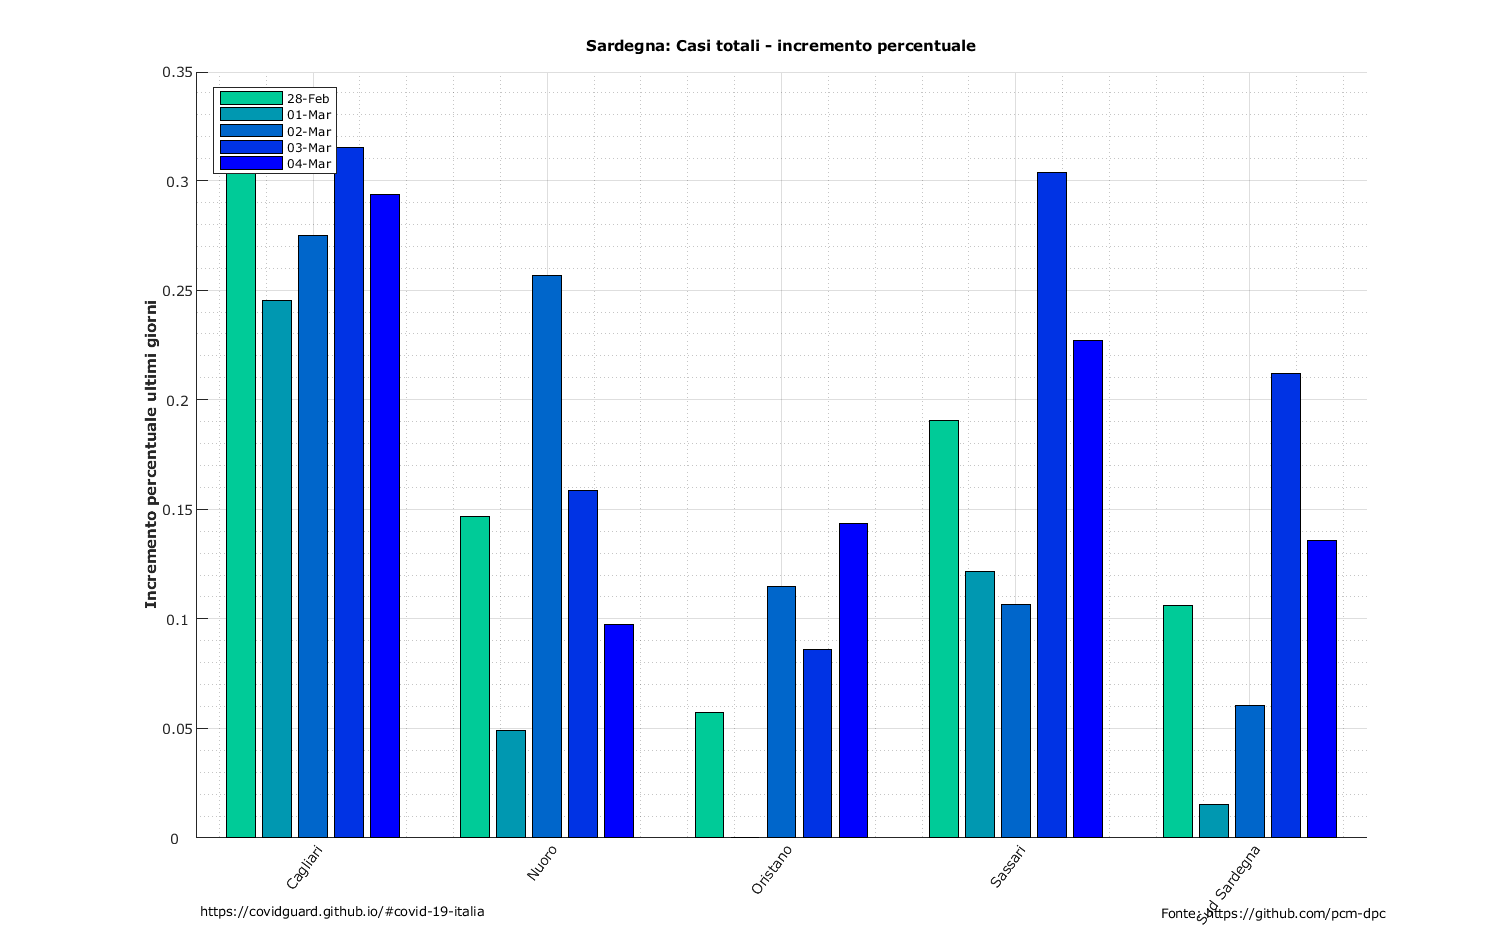 Sardegna: Casi totali - incremento percentuale
Incremento percentuale ultimi giorni
0.35
0.3
0.25
0.2
0.15
0.1
0.05
0
28-Feb
01-Mar
02-Mar
03-Mar
04-Mar
Cagliari
Nuoro
Oristano
Sassari
Sud Sardegna
https://covidguard.github.io/#covid-19-italia
Fonte: https://github.com/pcm-dpc